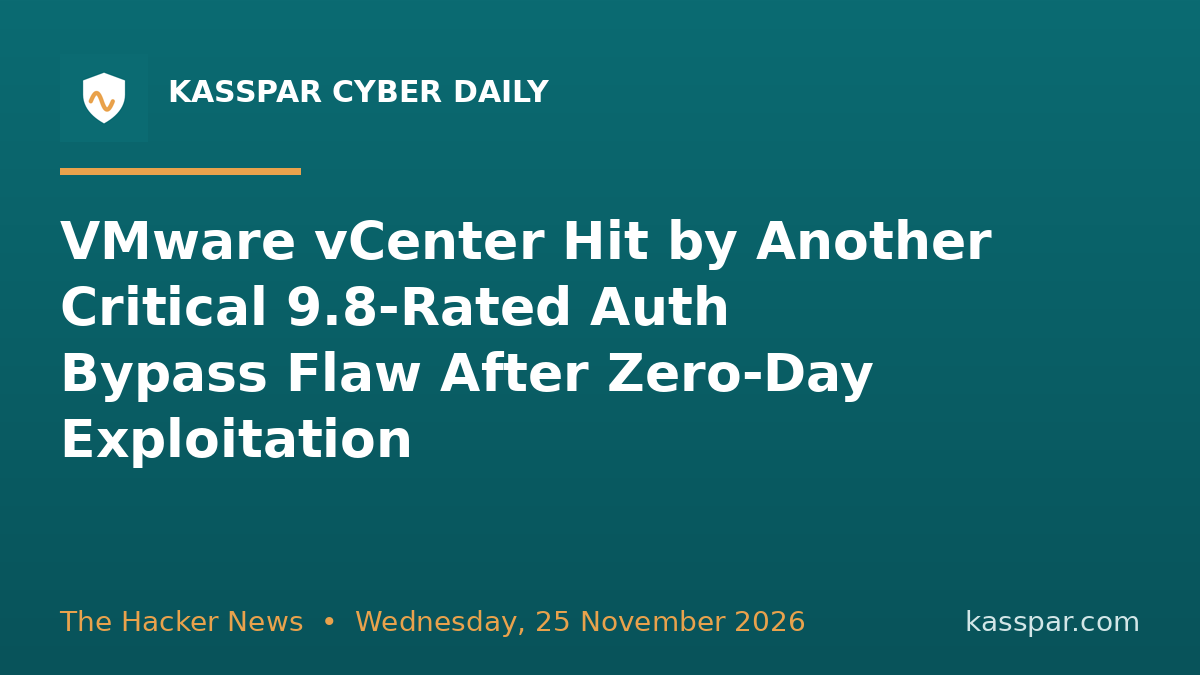 KASSPAR CYBER DAILY
VMware vCenter Hit by Another
Critical 9.8-Rated Auth
Bypass Flaw After Zero-Day
Exploitation
The Hacker News • Wednesday, 25 November 2026
kasspar.com